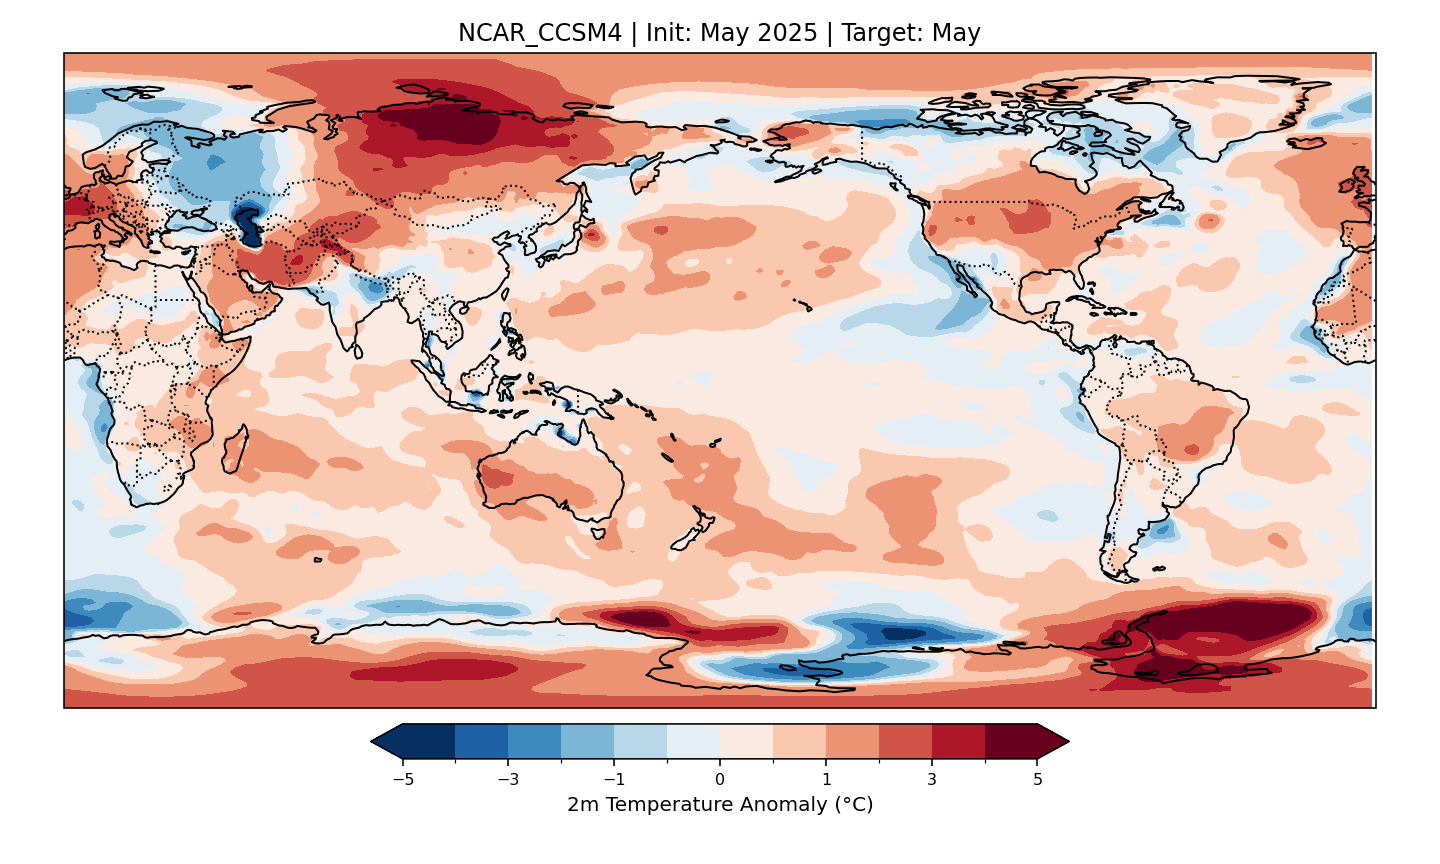 NCAR_CCSM4 | Init: May 2025 | Target: May
−5 −3 −1 0 1 3 5
2m Temperature Anomaly (°C)